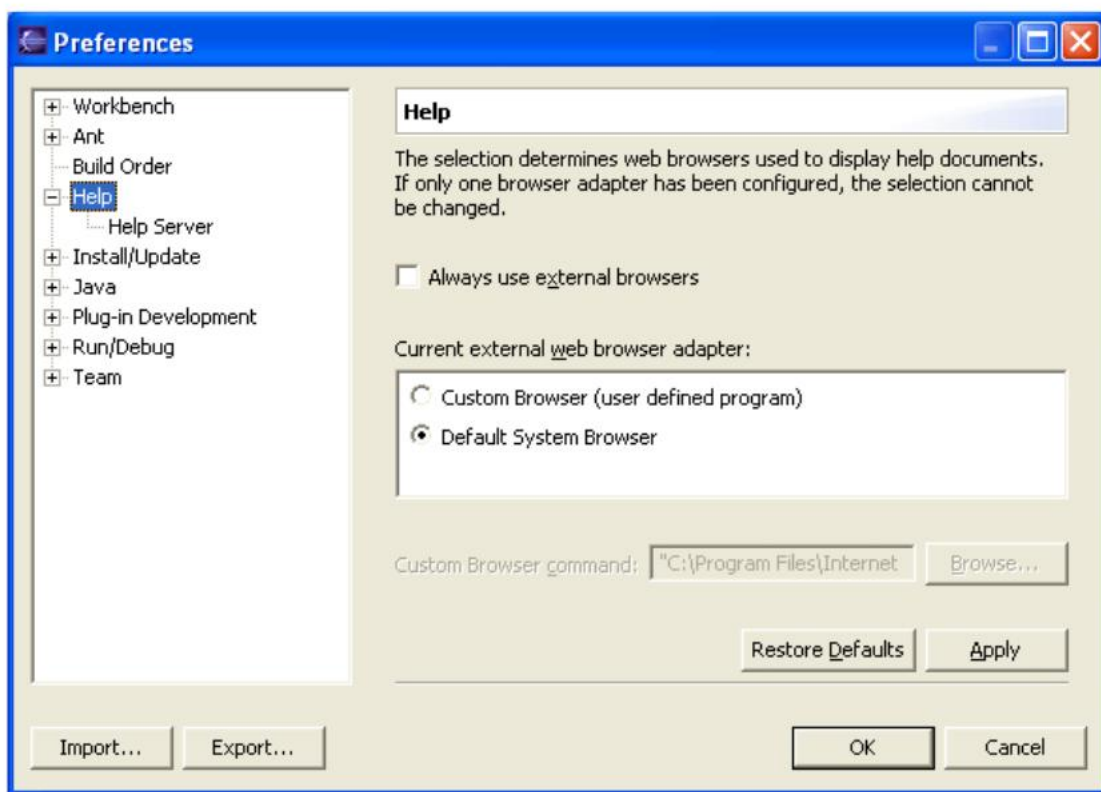 Preferences
Workbench
Ant
Build Order
Help
Help Server
Install/Update
Java
Plug-in Development
Run/Debug
Team
Help
The selection determines web browsers used to display help documents.
If only one browser adapter has been configured, the selection cannot
be changed.
Always use external browsers
Current external web browser adapter:
Custom Browser (user defined program)
Default System Browser
Custom Browser command: "C:\Program Files\Internet Browse...
Restore Defaults Apply
Import... Export... OK Cancel